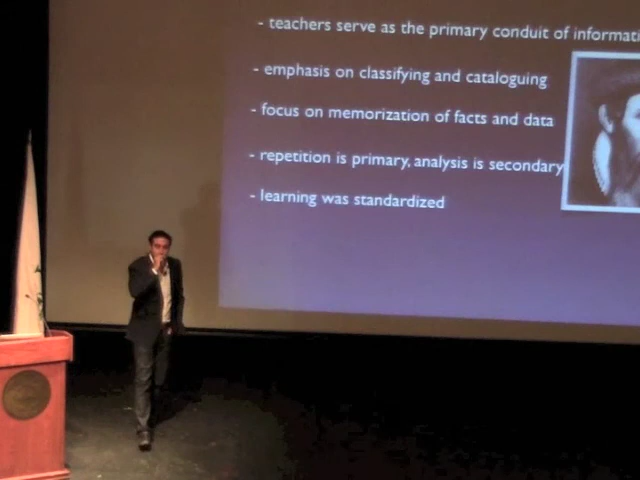 - teachers serve as the primary conduit of informati
- emphasis on classifying and cataloguing
- focus on memorization of facts and data
- repetition is primary, analysis is secondary
- learning was standardized